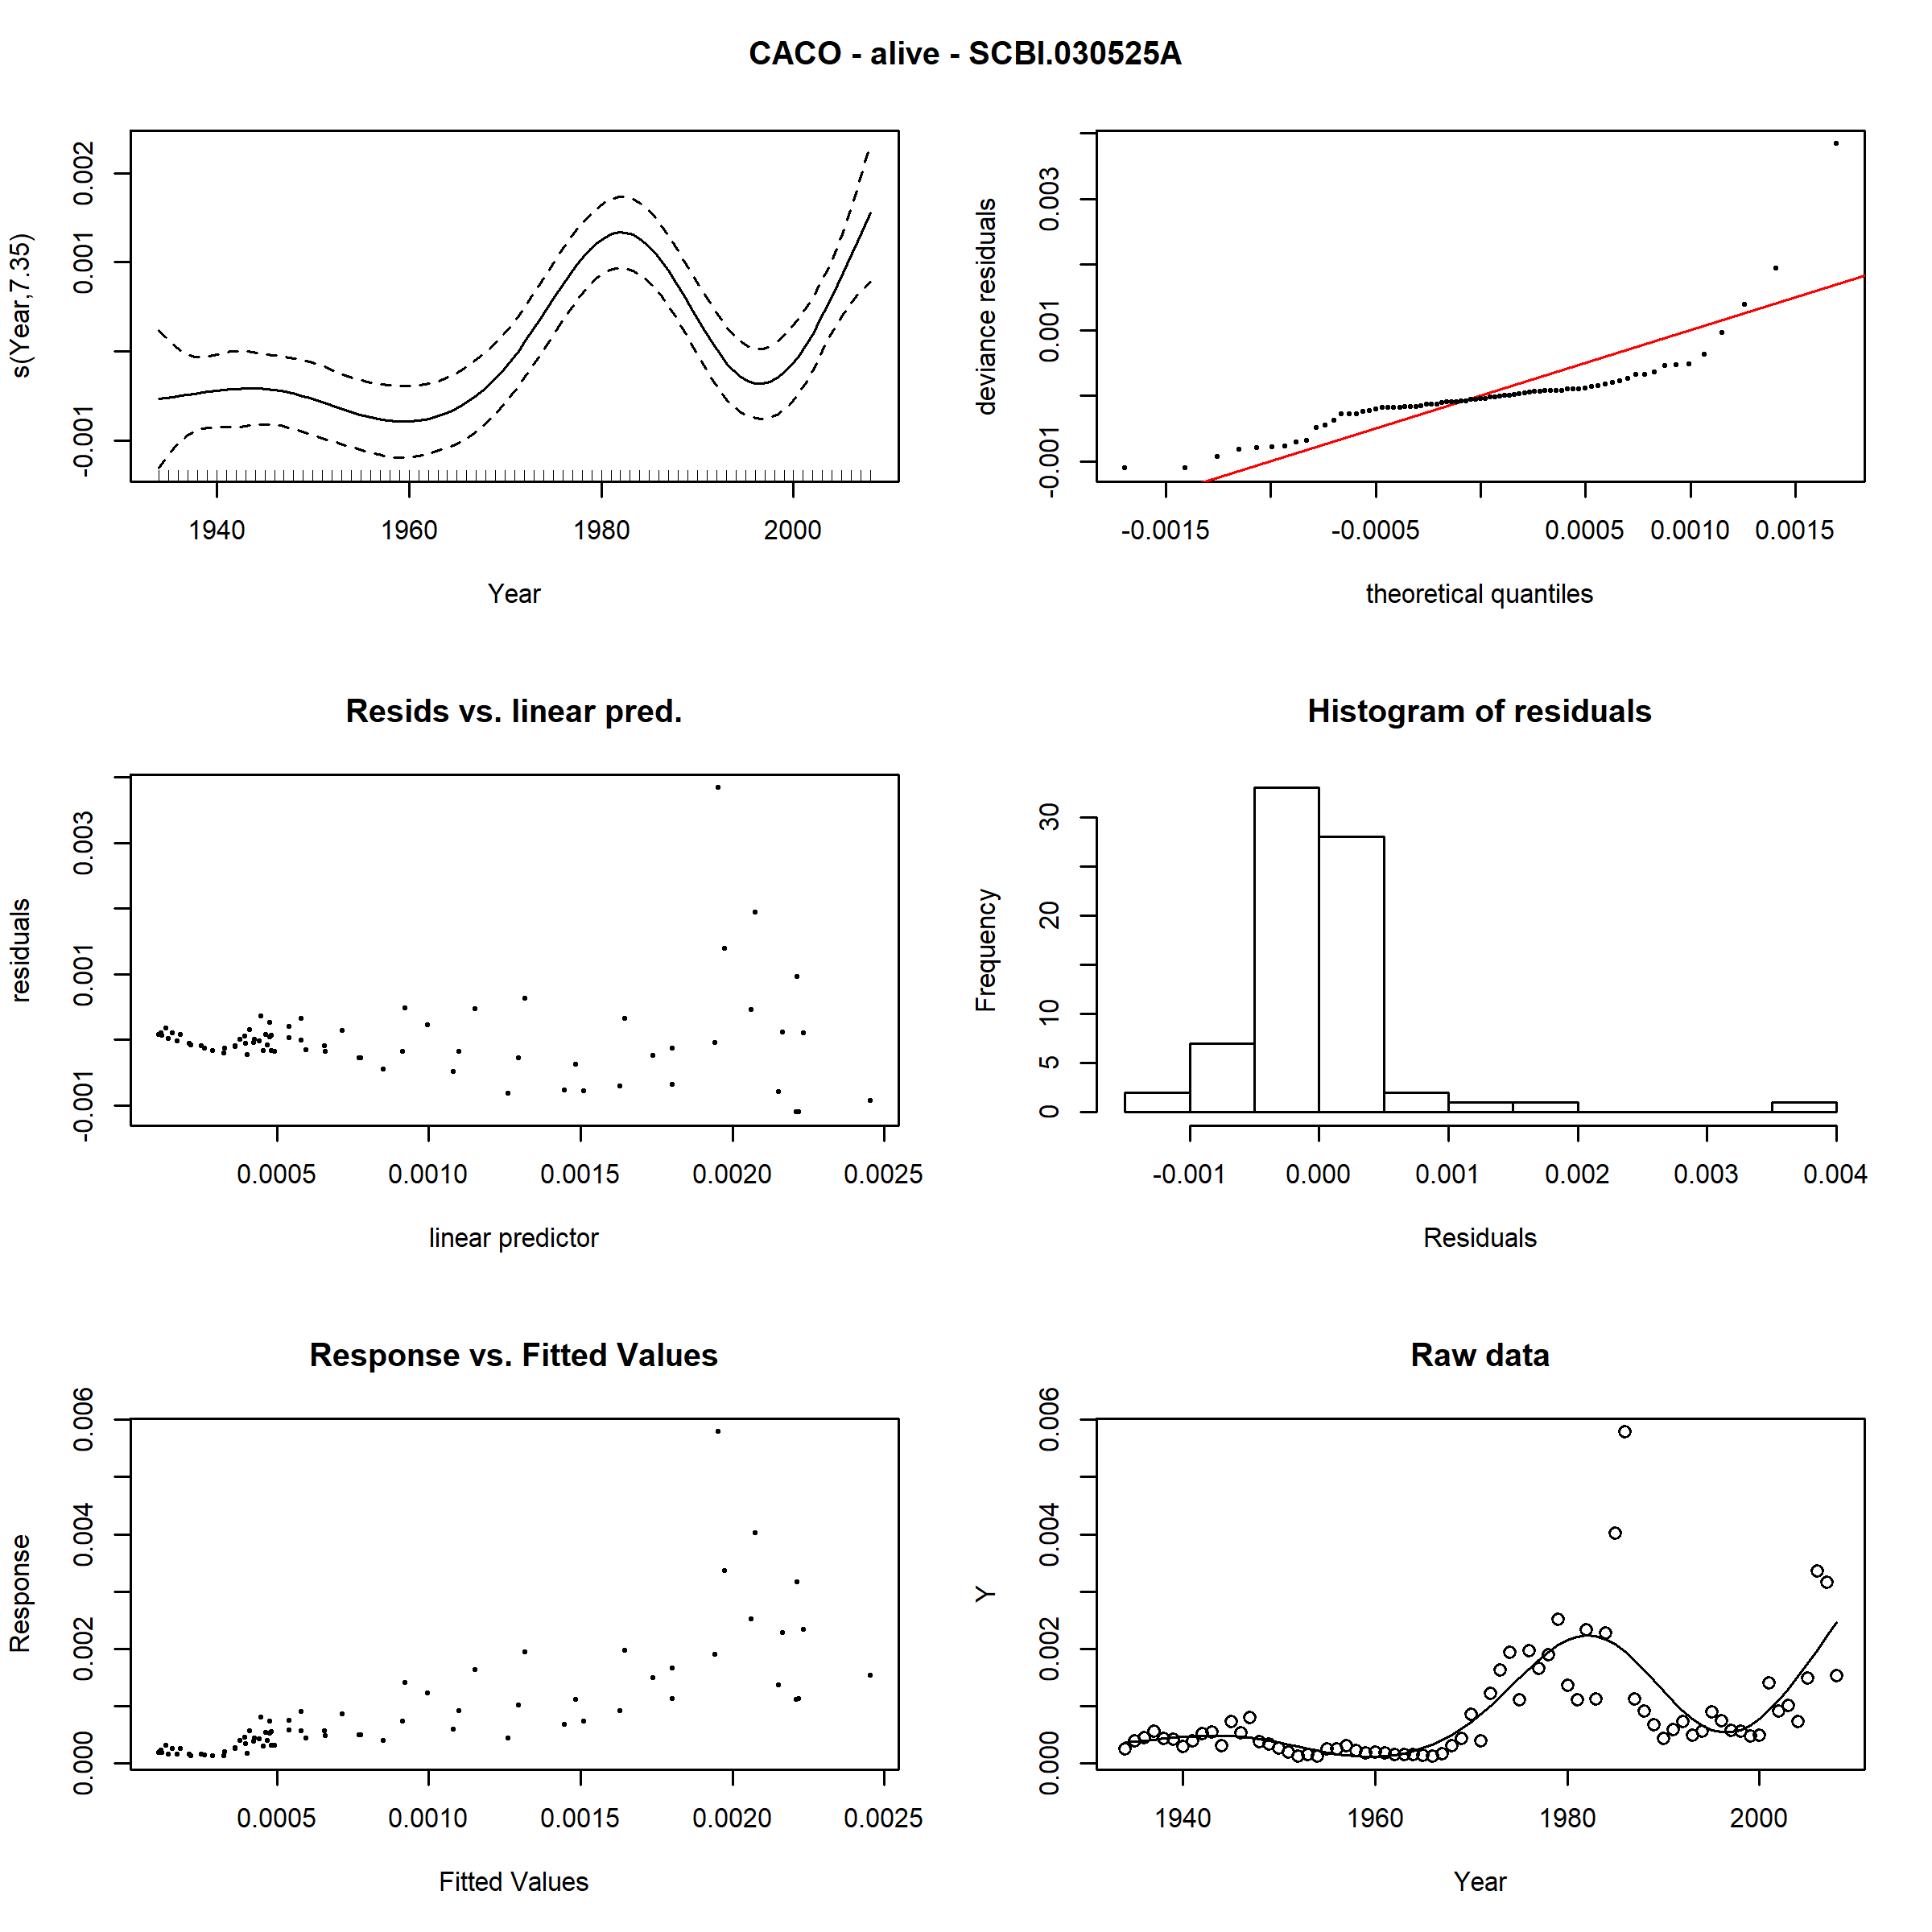 CACO - alive - SCBI.030525A
s(Year,7.35)
-0.001 0.001 0.002
1940 1960 1980 2000
Year
deviance residuals
-0.001 0.001 0.003
-0.0015 -0.0005 0.0005 0.0010 0.0015
theoretical quantiles
Resids vs. linear pred.
residuals
-0.001 0.001 0.003
0.0005 0.0010 0.0015 0.0020 0.0025
linear predictor
Histogram of residuals
Frequency
0 5 10 20 30
-0.001 0.000 0.001 0.002 0.003 0.004
Residuals
Response vs. Fitted Values
Response
0.000 0.002 0.004 0.006
0.0005 0.0010 0.0015 0.0020 0.0025
Fitted Values
Raw data
Y
0.000 0.002 0.004 0.006
1940 1960 1980 2000
Year